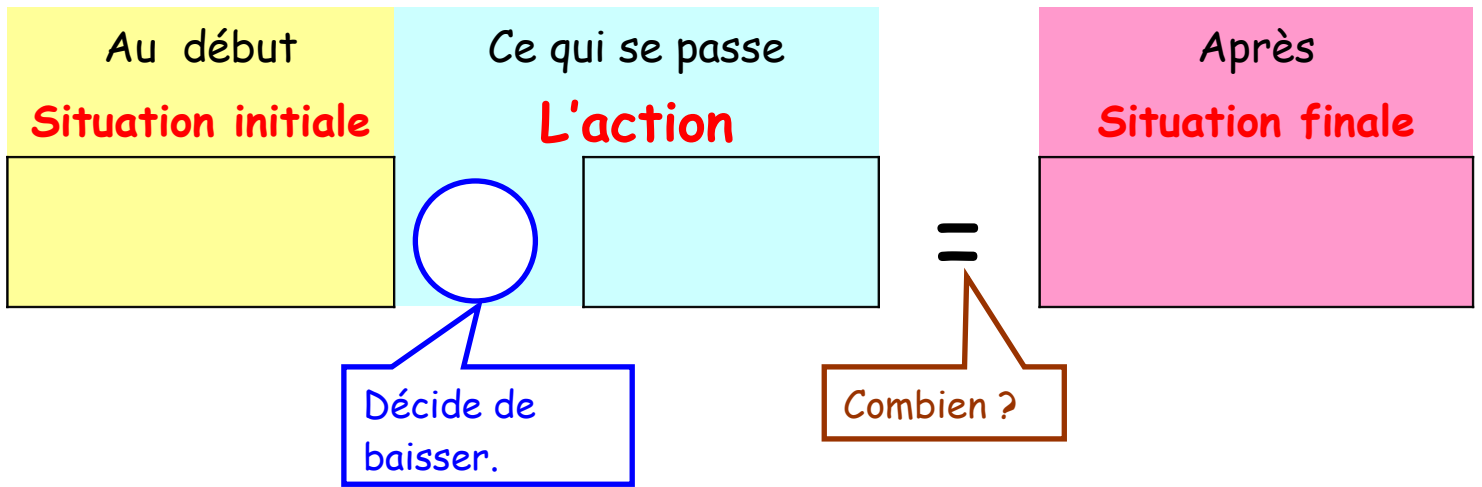 Au début
Situation initiale
Ce qui se passe
L'action
=
Après
Situation finale
Décide de
baisser.
Combien ?